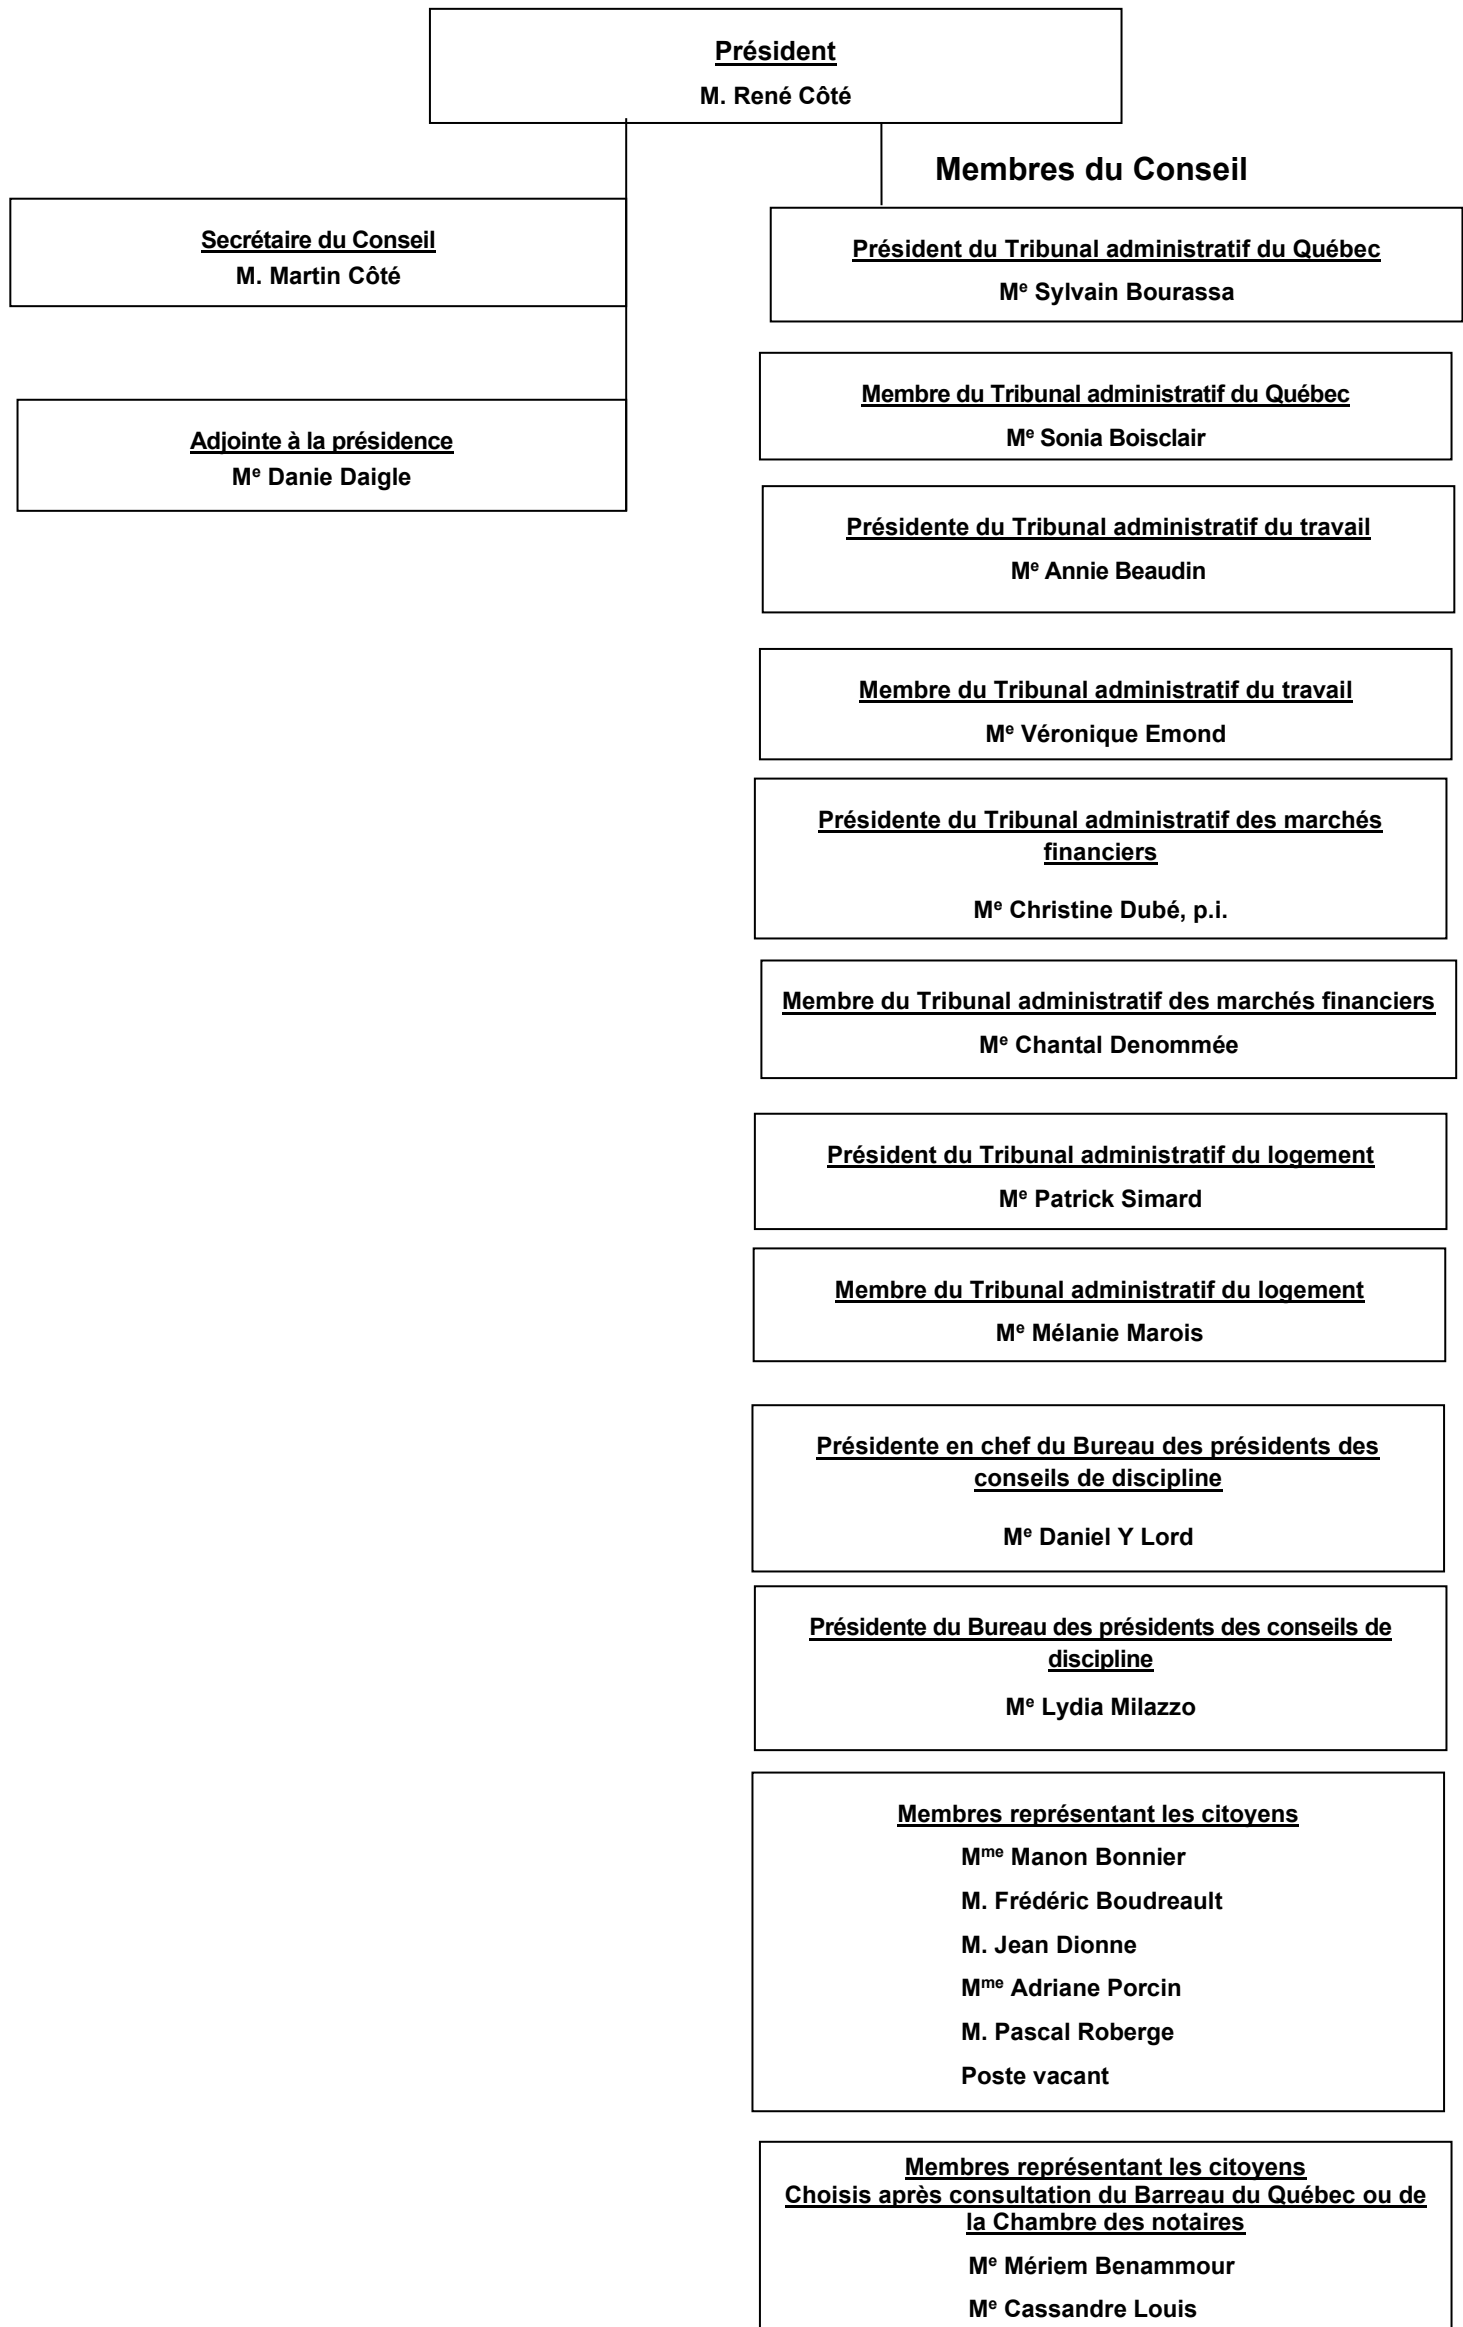 Président
M. René Côté
Membres du Conseil
Secrétaire du Conseil
M. Martin Côté
Adjointe à la présidence
Me Danie Daigle
Président du Tribunal administratif du Québec
Me Sylvain Bourassa
Membre du Tribunal administratif du Québec
Me Sonia Boisclair
Présidente du Tribunal administratif du travail
Me Annie Beaudin
Membre du Tribunal administratif du travail
Me Véronique Emond
Présidente du Tribunal administratif des marchés
financiers
Me Christine Dubé, p.i.
Membre du Tribunal administratif des marchés financiers
Me Chantal Denommée
Président du Tribunal administratif du logement
Me Patrick Simard
Membre du Tribunal administratif du logement
Me Mélanie Marois
Présidente en chef du Bureau des présidents des
conseils de discipline
Me Daniel Y Lord
Présidente du Bureau des présidents des conseils de
discipline
Me Lydia Milazzo
Membres représentant les citoyens
Mme Manon Bonnier
M. Frédéric Boudreault
M. Jean Dionne
Mme Adriane Porcin
M. Pascal Roberge
Poste vacant
Membres représentant les citoyens
Choisis après consultation du Barreau du Québec ou de
la Chambre des notaires
Me Mériem Benammour
Me Cassandre Louis